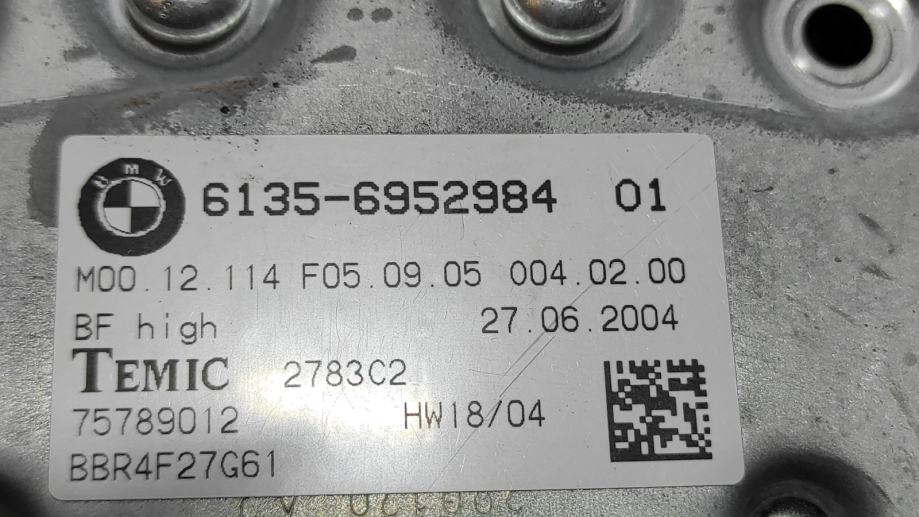 BMW
6135-6952984 01
M00.12.114 F05.09.05 004.02.00
BF high 27.06.2004
TEMIC 2783C2
75789012 HW18/04
BBR4F27G61